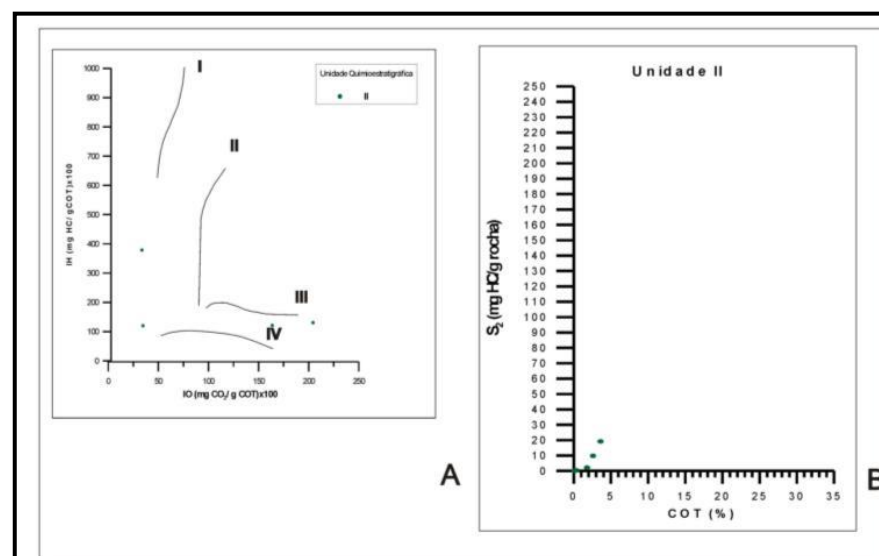 Unidade Quimioestratigráfica
II
I
II
III
IV
1000
900
800
700
600
500
400
300
200
100
0
IH (mg HC/ gCOT)x100
0 50 100 150 200 250
IO (mg CO2/ g COT)x100
A
Unidade II
250
240
230
220
210
200
190
180
170
160
150
140
130
120
110
100
90
80
70
60
50
40
30
20
10
0
S2 (mg HC/g rocha)
0 5 10 15 20 25 30 35
COT (%)
B